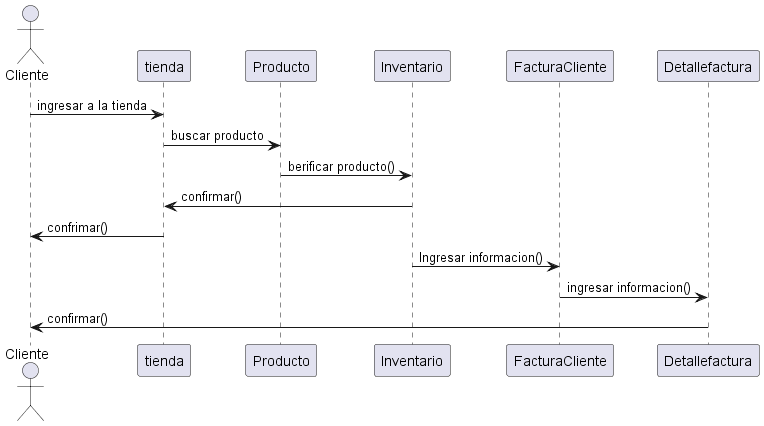 Cliente
tienda
Producto
Inventario
FacturaCliente
Detallefactura
ingresar a la tienda
buscar producto
berificar producto()
confirmar()
confrimar()
Ingresar informacion()
ingresar informacion()
confirmar()
Cliente
tienda
Producto
Inventario
FacturaCliente
Detallefactura